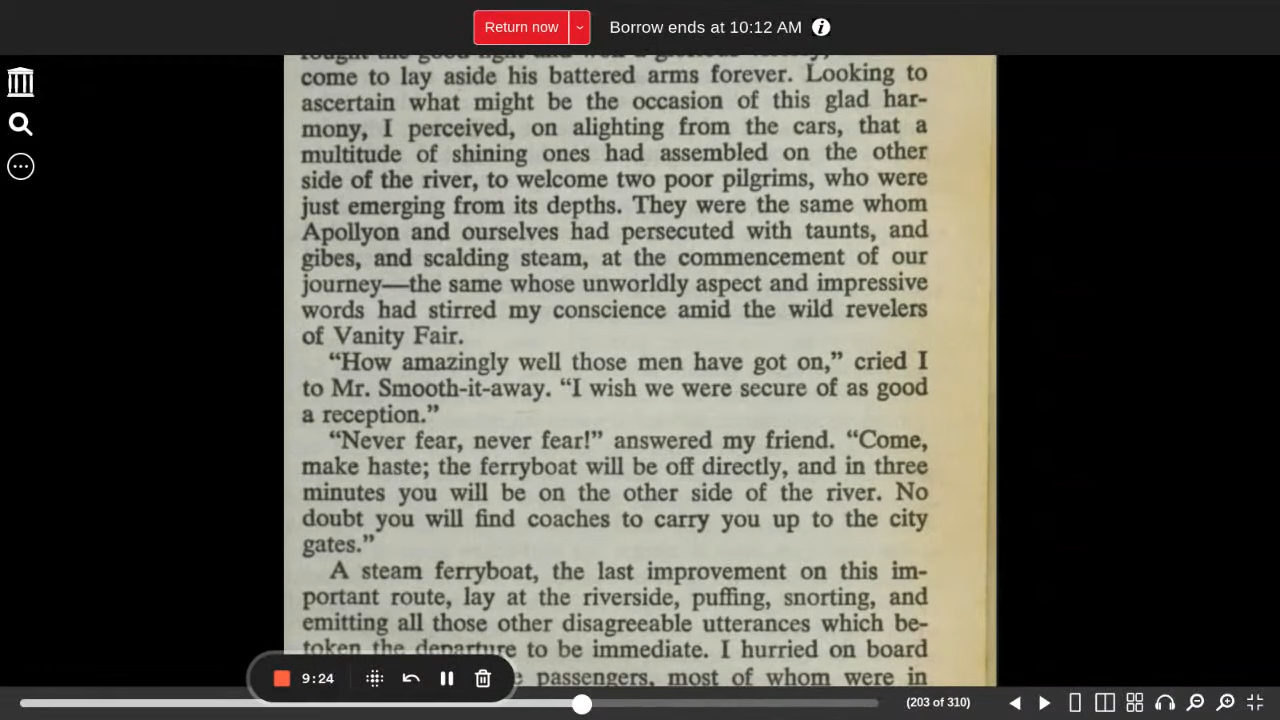 Return now
Borrow ends at 10:12 AM
come to lay aside his battered arms forever. Looking to
ascertain what might be the occasion of this glad har-
mony, I perceived, on alighting from the cars, that a
multitude of shining ones had assembled on the other
side of the river, to welcome two poor pilgrims, who were
just emerging from its depths. They were the same whom
Apollyon and ourselves had persecuted with taunts, and
gibes, and scalding steam, at the commencement of our
journey—the same whose unworldly aspect and impressive
words had stirred my conscience amid the wild revelers
of Vanity Fair.
“How amazingly well those men have got on,” cried I
to Mr. Smooth-it-away. “I wish we were secure of as good
a reception.”
“Never fear, never fear!” answered my friend. “Come,
make haste; the ferryboat will be off directly, and in three
minutes you will be on the other side of the river. No
doubt you will find coaches to carry you up to the city
gates.”
A steam ferryboat, the last improvement on this im-
portant route, lay at the riverside, puffing, snorting, and
emitting all those other disagreeable utterances which be-
token the departure to be immediate. I hurried on board
passengers, most of whom were in
9:24
(203 of 310)